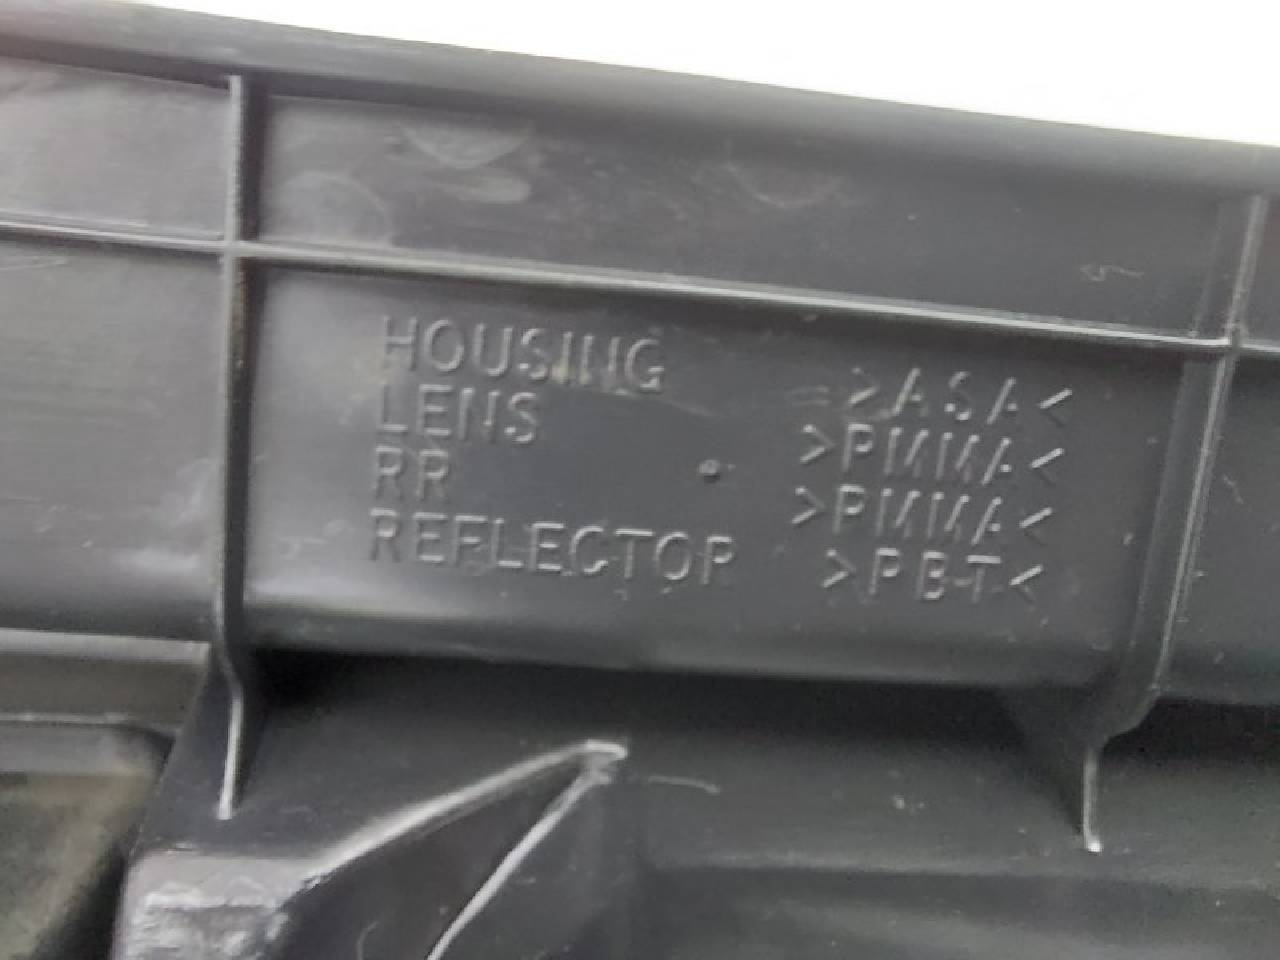 HOUSING >ASA<
LENS >PMMA<
RR >PMMA<
REFLECTOR >PBT<